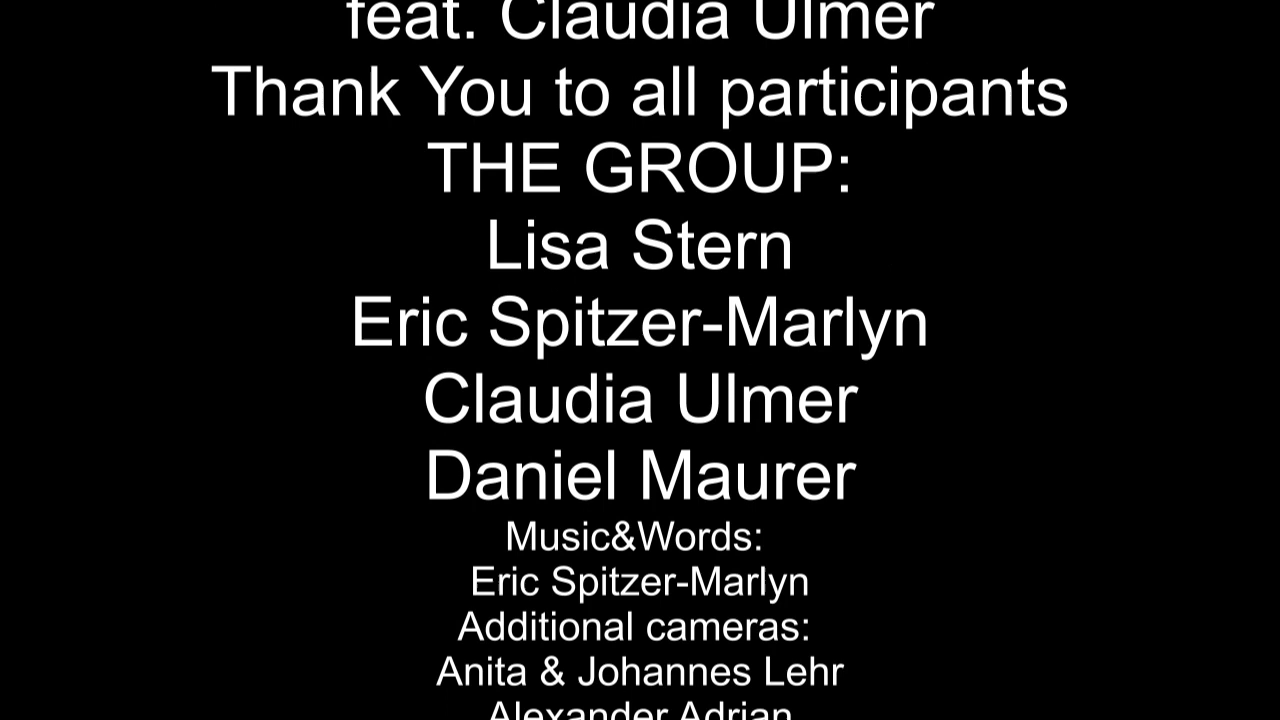 feat. Claudia Ulmer
Thank You to all participants
THE GROUP:
Lisa Stern
Eric Spitzer-Marlyn
Claudia Ulmer
Daniel Maurer
Music&Words:
Eric Spitzer-Marlyn
Additional cameras:
Anita & Johannes Lehr
Alexander Adrian